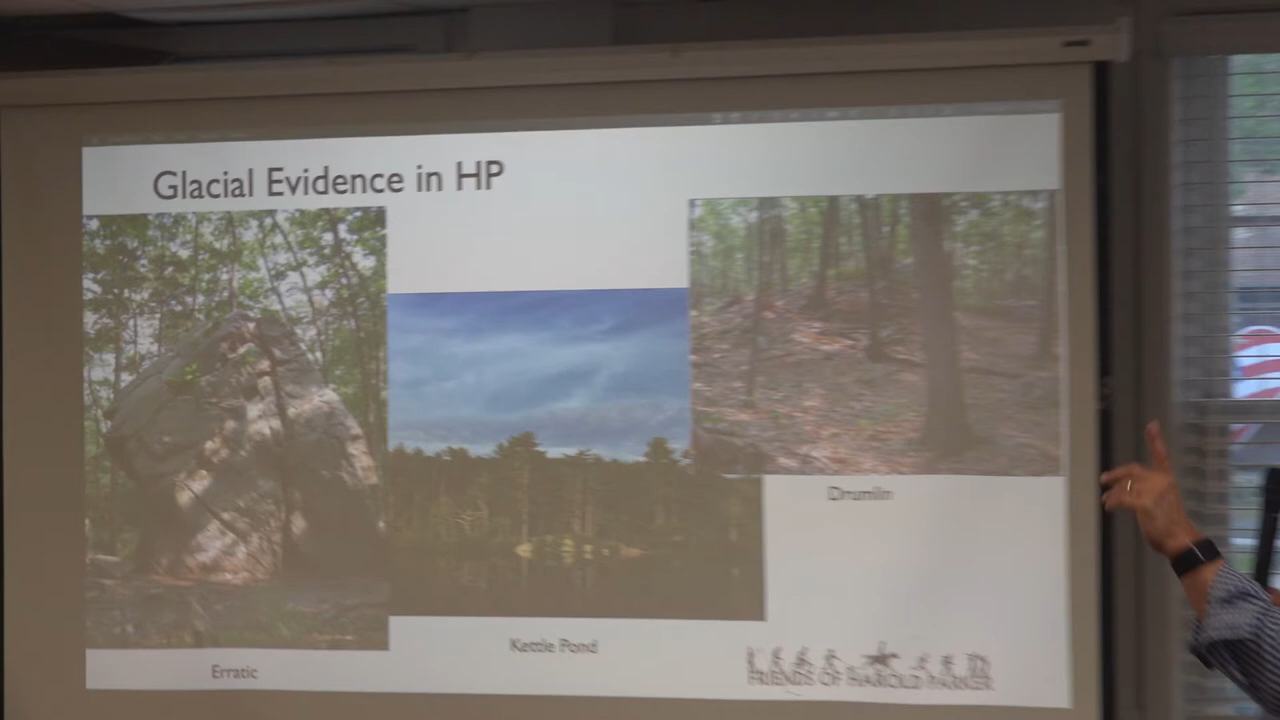 Glacial Evidence in HP
Drumlin
Kettle Pond
Erratic
FRIENDS OF HAROLD PARKER